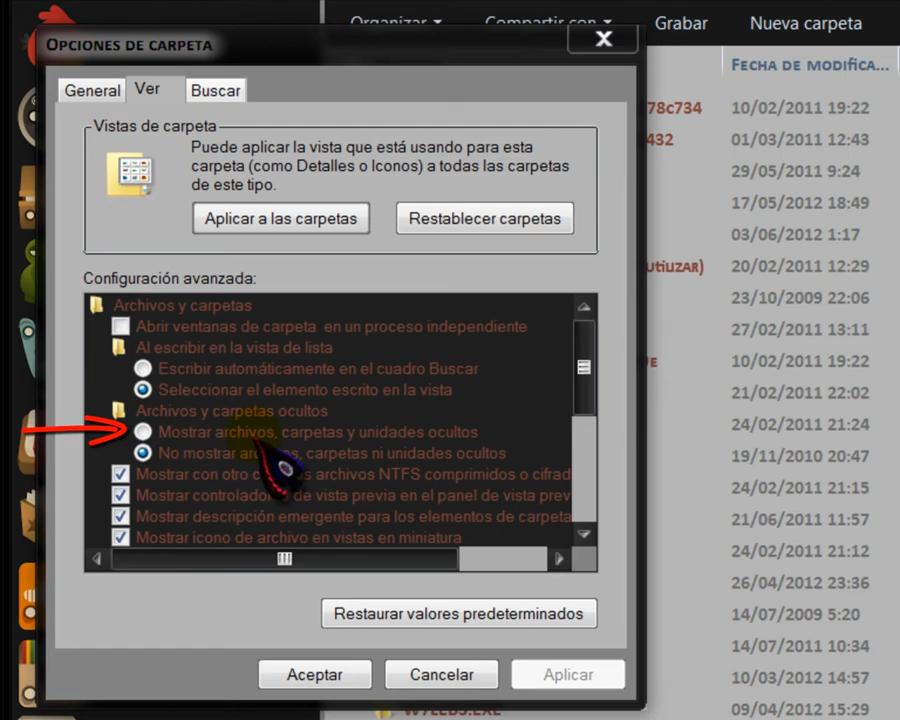 Organizar
Compartir con
Grabar
Nueva carpeta
OPCIONES DE CARPETA
X
FECHA DE MODIFICA...
General
Ver
Buscar
Vistas de carpeta
Puede aplicar la vista que está usando para esta
carpeta (como Detalles o Iconos) a todas las carpetas
de este tipo.
Aplicar a las carpetas
Restablecer carpetas
Configuración avanzada:
Archivos y carpetas
Abrir ventanas de carpeta en un proceso independiente
Al escribir en la vista de lista
Escribir automáticamente en el cuadro Buscar
Seleccionar el elemento escrito en la vista
Archivos y carpetas ocultos
Mostrar archivos, carpetas y unidades ocultos
No mostrar carpetas ni unidades ocultos
Mostrar con otro archivos NTFS comprimidos o cifrad
Mostrar de vista previa en el panel de vista prev
Mostrar descripción emergente para los elementos de carpeta
Mostrar icono de archivo en vistas en miniatura
Restaurar valores predeterminados
Aceptar
Cancelar
Aplicar
78c734
10/02/2011 19:22
432
01/03/2011 12:43
29/05/2011 9:24
17/05/2012 18:49
03/06/2012 1:17
utilizar)
20/02/2011 12:29
23/10/2009 22:06
27/02/2011 13:11
E
10/02/2011 19:22
21/02/2011 22:02
24/02/2011 21:24
19/11/2010 20:47
24/02/2011 21:15
21/06/2011 11:57
24/02/2011 21:12
26/04/2012 23:36
14/07/2009 5:20
14/07/2011 10:34
10/03/2012 14:57
09/04/2012 15:29